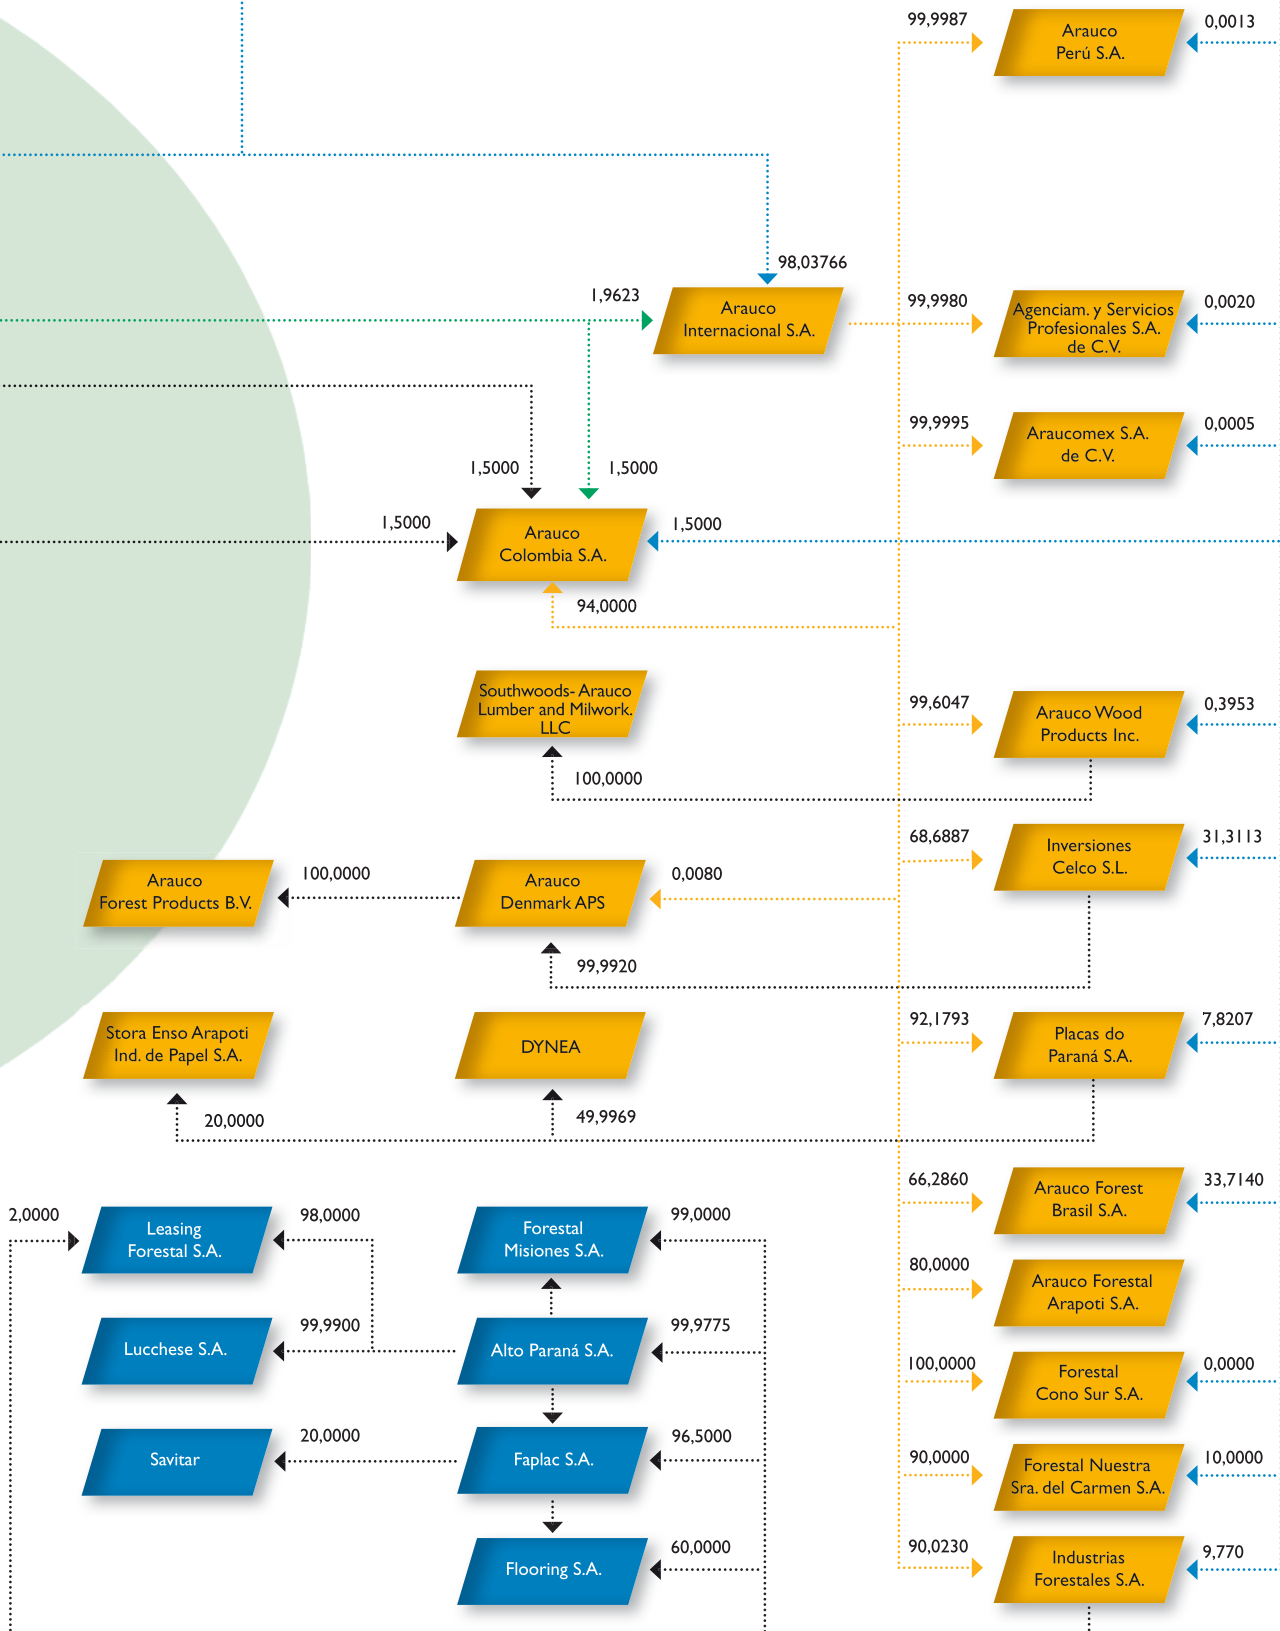 99,9987
Arauco
Perú S.A.
0,0013
98,03766
1,9623
Arauco
Internacional S.A.
99,9980
Agenciam. y Servicios
Profesionales S.A.
de C.V.
0,0020
99,9995
Araucomex S.A.
de C.V.
0,0005
1,5000
1,5000
1,5000
Arauco
Colombia S.A.
1,5000
94,0000
Southwoods- Arauco
Lumber and Milwork.
LLC
99,6047
Arauco Wood
Products Inc.
0,3953
100,0000
68,6887
Inversiones
Celco S.L.
31,3113
Arauco
Forest Products B.V.
100,0000
Arauco
Denmark APS
0,0080
99,9920
Stora Enso Arapoti
Ind. de Papel S.A.
DYNEA
92,1793
Placas do
Paraná S.A.
7,8207
20,0000
49,9969
66,2860
Arauco Forest
Brasil S.A.
33,7140
2,0000
Leasing
Forestal S.A.
98,0000
Forestal
Misiones S.A.
99,0000
80,0000
Arauco Forestal
Arapoti S.A.
Lucchese S.A.
99,9900
Alto Paraná S.A.
99,9775
100,0000
Forestal
Cono Sur S.A.
0,0000
Savitar
20,0000
Faplac S.A.
96,5000
90,0000
Forestal Nuestra
Sra. del Carmen S.A.
10,0000
Flooring S.A.
60,0000
90,0230
Industrias
Forestales S.A.
9,770